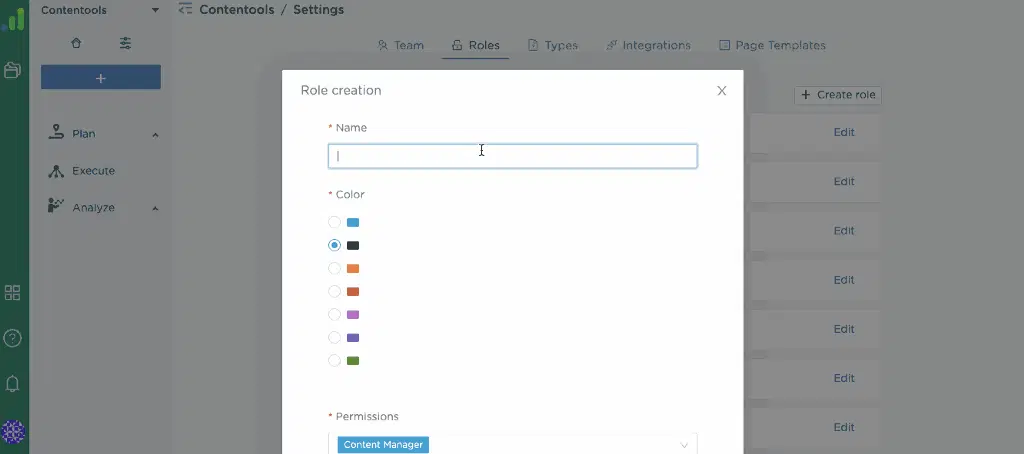 Contentools
Contentools / Settings
Team
Roles
Types
Integrations
Page Templates
+
Plan
Execute
Analyze
+ Create role
Edit
Edit
Edit
Edit
Edit
Edit
Edit
Role creation
* Name
* Color
* Permissions
Content Manager